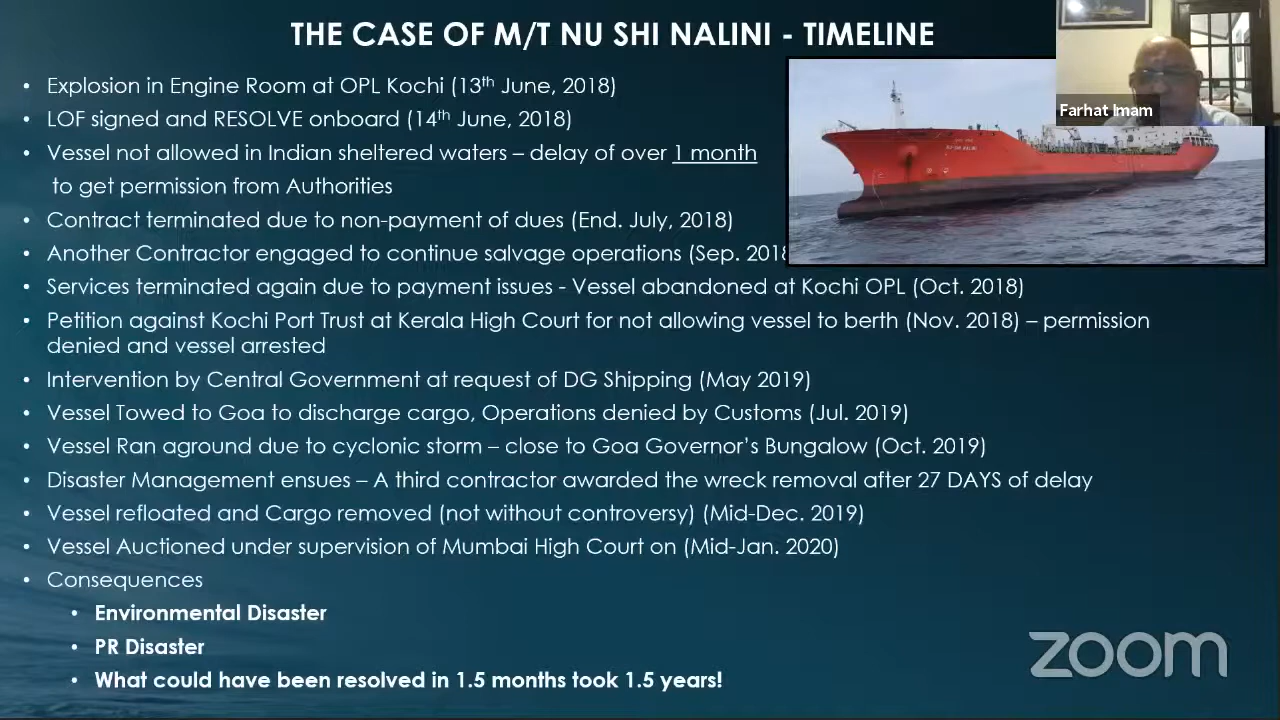 THE CASE OF M/T NU SHI NALINI - TIMELINE
• Explosion in Engine Room at OPL Kochi (13th June, 2018)
Farhat Imam
• LOF signed and RESOLVE onboard (14th June, 2018)
• Vessel not allowed in Indian sheltered waters – delay of over 1 month
to get permission from Authorities
• Contract terminated due to non-payment of dues (End. July, 2018)
• Another Contractor engaged to continue salvage operations (Sep. 2018
• Services terminated again due to payment issues - Vessel abandoned at Kochi OPL (Oct. 2018)
• Petition against Kochi Port Trust at Kerala High Court for not allowing vessel to berth (Nov. 2018) – permission
denied and vessel arrested
• Intervention by Central Government at request of DG Shipping (May 2019)
• Vessel Towed to Goa to discharge cargo, Operations denied by Customs (Jul. 2019)
• Vessel Ran aground due to cyclonic storm – close to Goa Governor's Bungalow (Oct. 2019)
• Disaster Management ensues – A third contractor awarded the wreck removal after 27 DAYS of delay
• Vessel refloated and Cargo removed (not without controversy) (Mid-Dec. 2019)
• Vessel Auctioned under supervision of Mumbai High Court on (Mid-Jan. 2020)
• Consequences
• Environmental Disaster
• PR Disaster
• What could have been resolved in 1.5 months took 1.5 years!
zoom